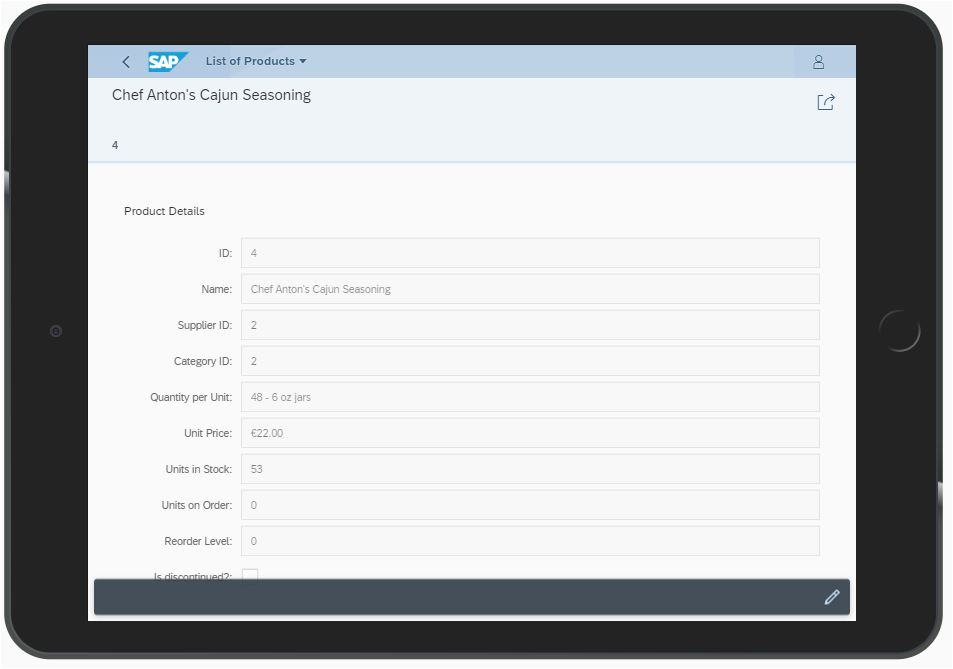 SAP List of Products
Chef Anton's Cajun Seasoning
4
Product Details
ID: 4
Name: Chef Anton's Cajun Seasoning
Supplier ID: 2
Category ID: 2
Quantity per Unit: 48 - 6 oz jars
Unit Price: €22.00
Units in Stock: 53
Units on Order: 0
Reorder Level: 0
Is discontinued?: